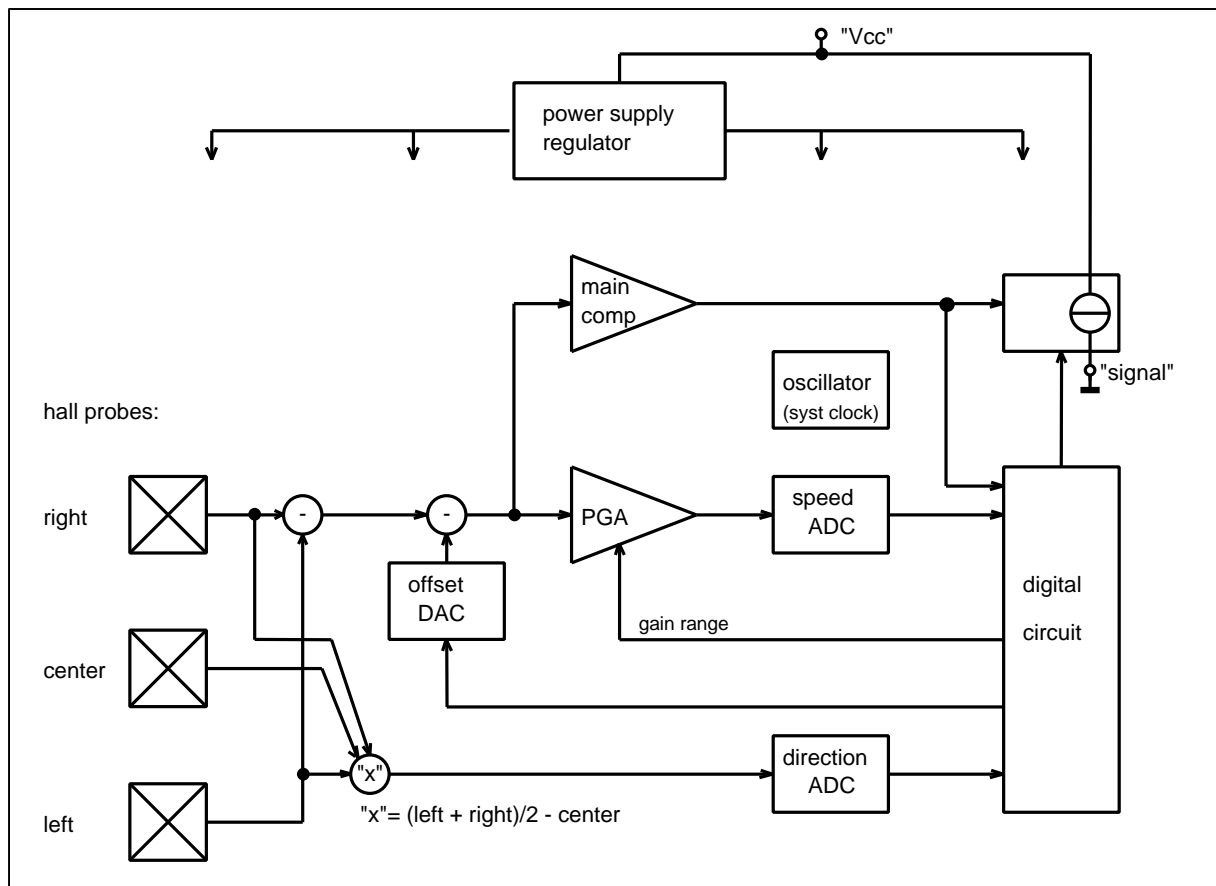 "Vcc"
power supply
regulator
main
comp
oscillator
(syst clock)
"signal"
hall probes:
right
-
-
PGA
speed
ADC
offset
DAC
digital
circuit
gain range
center
"x"
direction
ADC
"x"= (left + right)/2 - center
left